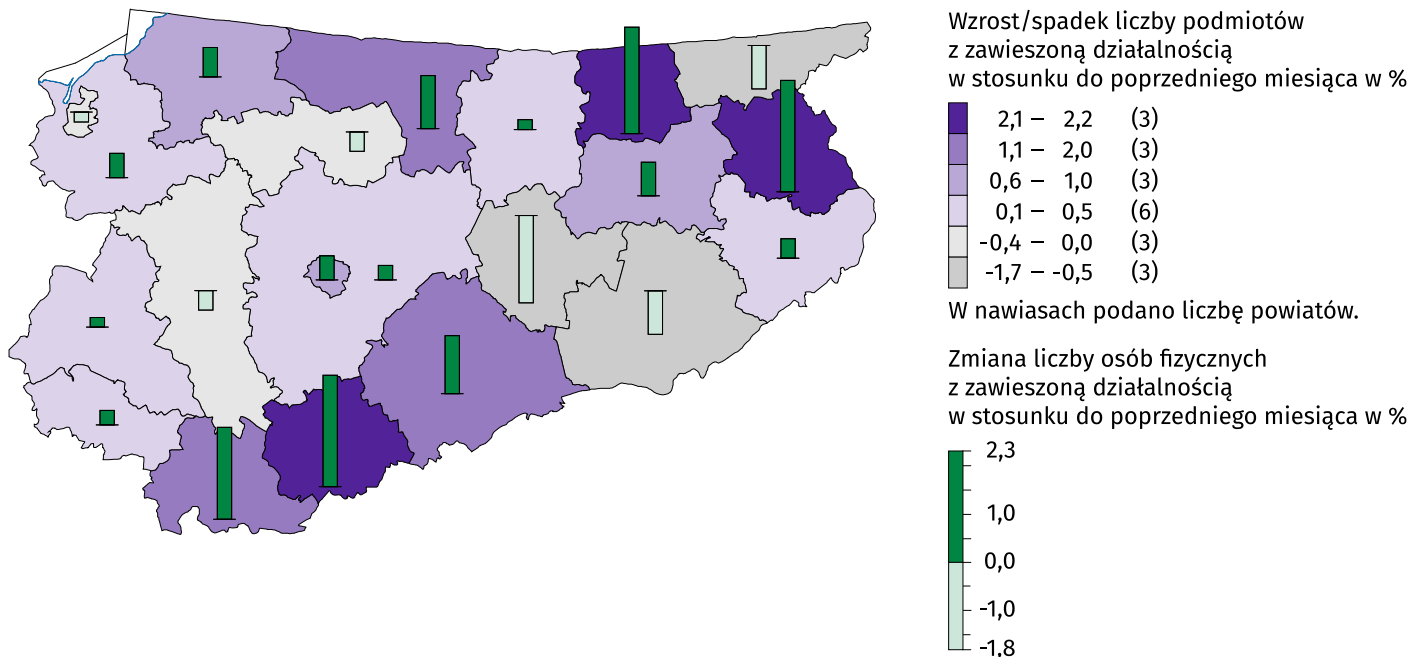 Wzrost/spadek liczby podmiotów
z zawieszoną działalnością
w stosunku do poprzedniego miesiąca w %
2,1 – 2,2 (3)
1,1 – 2,0 (3)
0,6 – 1,0 (3)
0,1 – 0,5 (6)
-0,4 – 0,0 (3)
-1,7 – -0,5 (3)
W nawiasach podano liczbę powiatów.
Zmiana liczby osób fizycznych
z zawieszoną działalnością
w stosunku do poprzedniego miesiąca w %
2,3
1,0
0,0
-1,0
-1,8